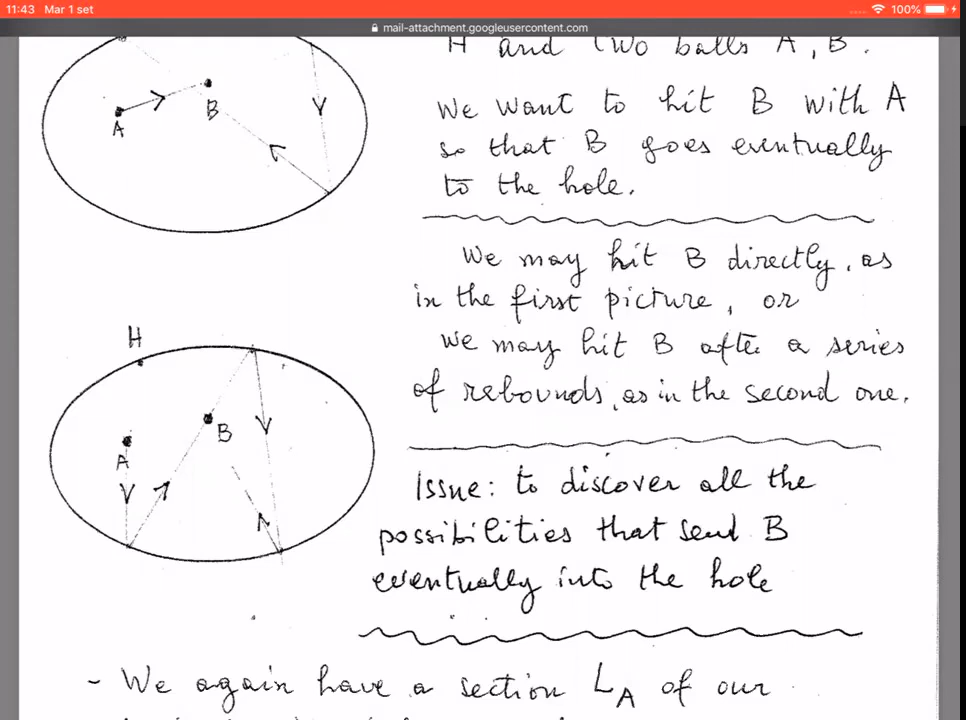 11:43 Mar 1 set
100%
mail-attachment.googleusercontent.com
H and two balls A, B.
We want to hit B with A
so that B goes eventually
to the hole.
A
B
We may hit B directly, as
in the first picture, or
we may hit B after a series
of rebounds, as in the second one.
H
A
B
Issue: to discover all the
possibilities that send B
eventually into the hole
- We again have a section LA of our